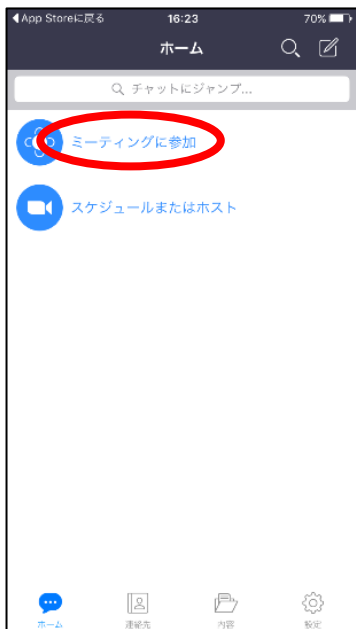 App Storeに戻る 16:23 70%
ホーム
チャットにジャンプ...
ミーティングに参加
スケジュールまたはホスト
ホーム 連絡先 内容 設定